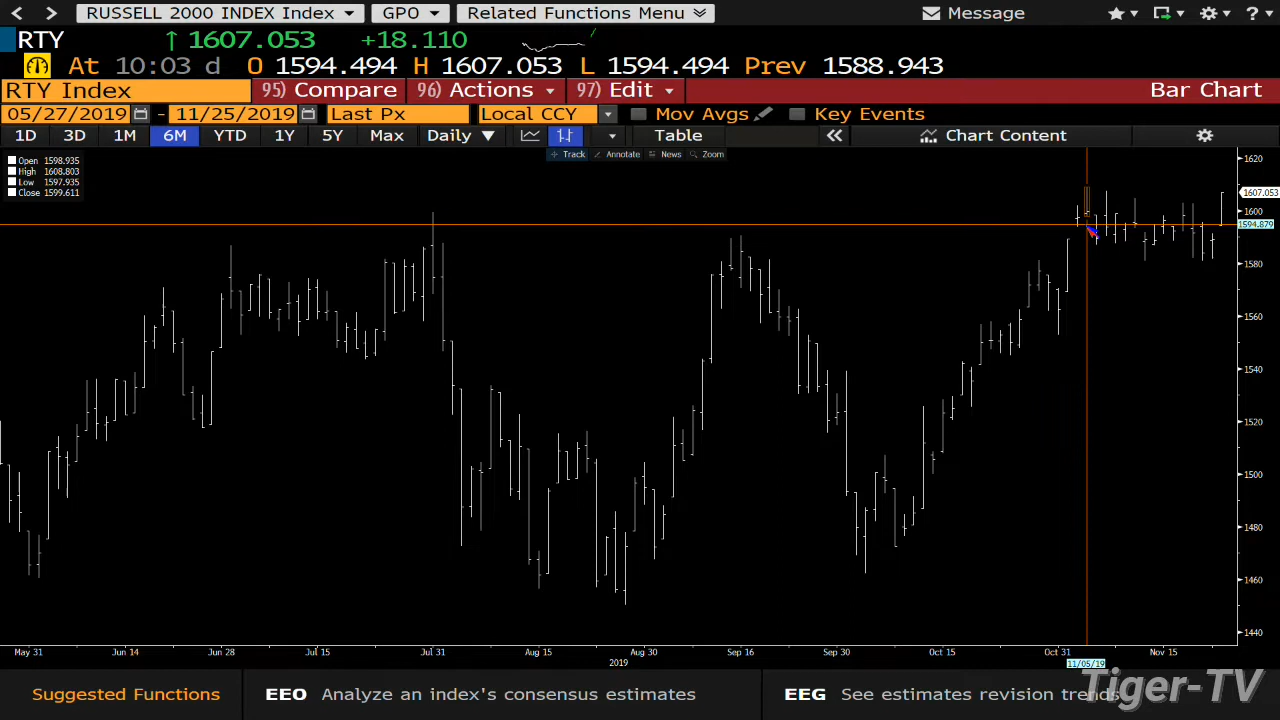 RUSSELL 2000 INDEX Index GPO Related Functions Menu Message ?
RTY ↑ 1607.053 +18.110
At 10:03 d O 1594.494 H 1607.053 L 1594.494 Prev 1588.943
RTY Index 95) Compare 96) Actions 97) Edit Bar Chart
05/27/2019 - 11/25/2019 Last Px Local CCY Mov Avgs Key Events
1D 3D 1M 6M YTD 1Y 5Y Max Daily Table Chart Content
Track Annotate News Zoom
Open 1598.935
High 1608.803
Low 1597.935
Close 1599.611
1620
1607.053
1600
1594.879
1580
1560
1540
1520
1500
1480
1460
1440
May 31 Jun 14 Jun 28 Jul 15 Jul 31 Aug 15 Aug 30 Sep 16 Sep 30 Oct 15 Oct 31 Nov 15
2019 11/05/19
Suggested Functions EEO Analyze an index's consensus estimates EEG See estimates revision trends
Tiger-TV